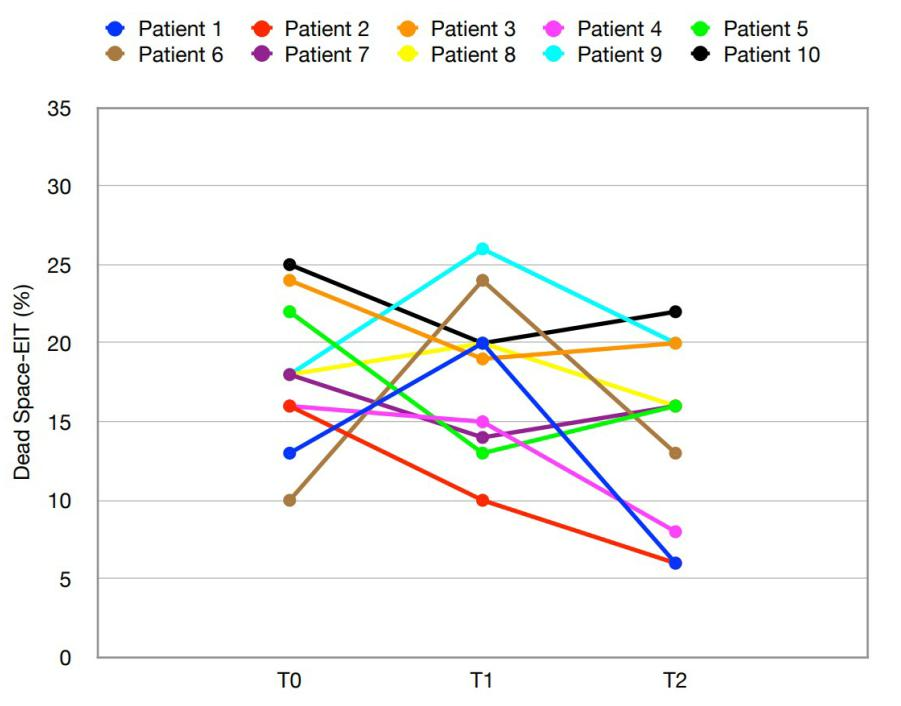 Patient 1 Patient 2 Patient 3 Patient 4 Patient 5
Patient 6 Patient 7 Patient 8 Patient 9 Patient 10
35
30
25
20
15
10
5
0
Dead Space-EIT (%)
T0 T1 T2